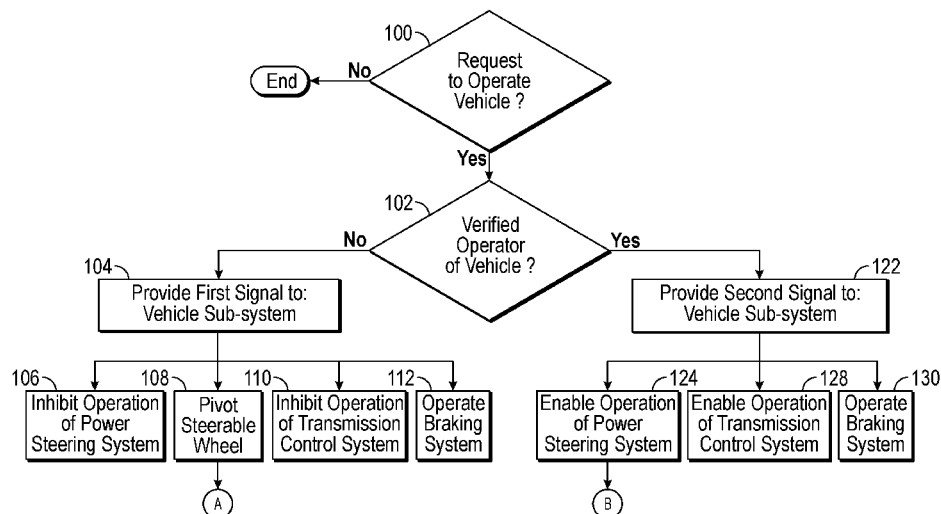 100
Request
to Operate
Vehicle ?
No
End
Yes
102
Verified
Operator
of Vehicle ?
No
Yes
104
Provide First Signal to:
Vehicle Sub-system
122
Provide Second Signal to:
Vehicle Sub-system
106
Inhibit Operation
of Power
Steering System
108
Pivot
Steerable
Wheel
110
Inhibit Operation
of Transmission
Control System
112
Operate
Braking
System
124
Enable Operation
of Power
Steering System
128
Enable Operation
of Transmission
Control System
130
Operate
Braking
System
A
B